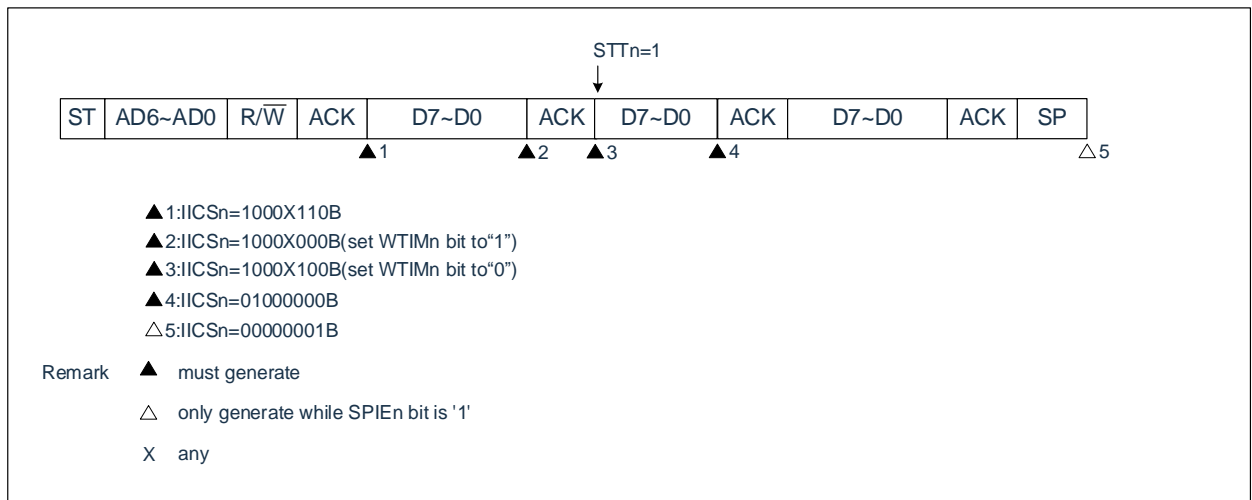 STTn=1
ST AD6~AD0 R/W ACK D7~D0 ACK D7~D0 ACK D7~D0 ACK SP
▲1 ▲2 ▲3 ▲4 △5
▲1:IICSn=1000X110B
▲2:IICSn=1000X000B(set WTIMn bit to“1”)
▲3:IICSn=1000X100B(set WTIMn bit to“0”)
▲4:IICSn=01000000B
△5:IICSn=00000001B
Remark ▲ must generate
△ only generate while SPIEn bit is '1'
X any